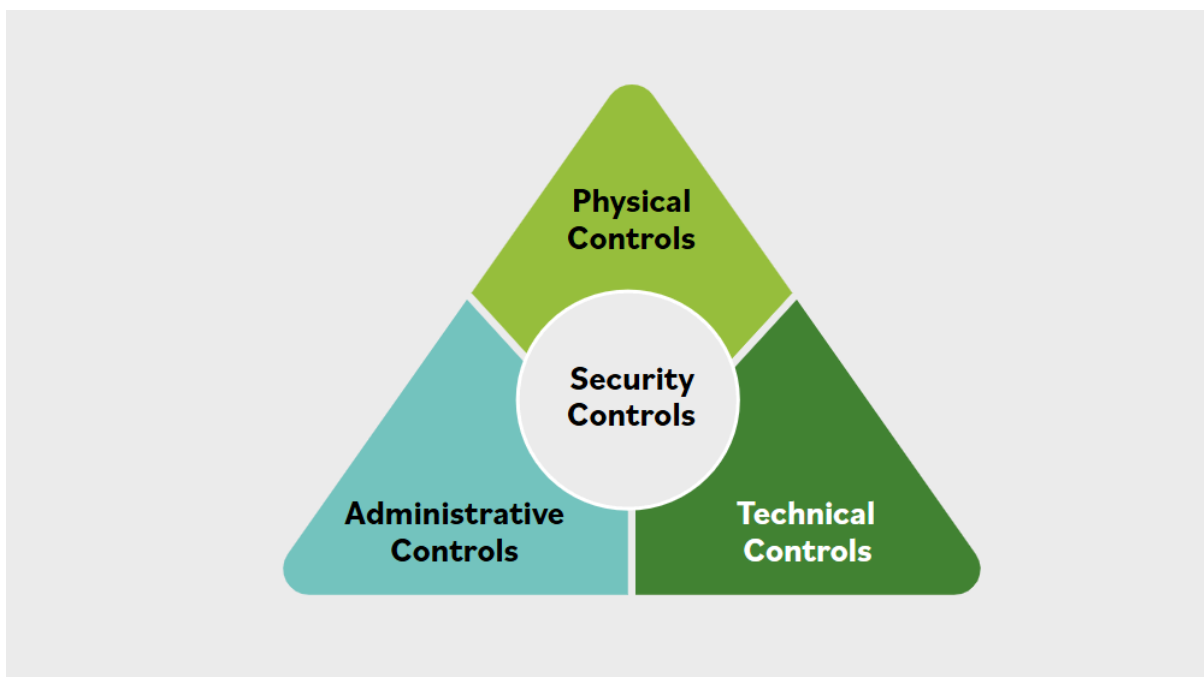 Physical
Controls
Security
Controls
Administrative
Controls
Technical
Controls